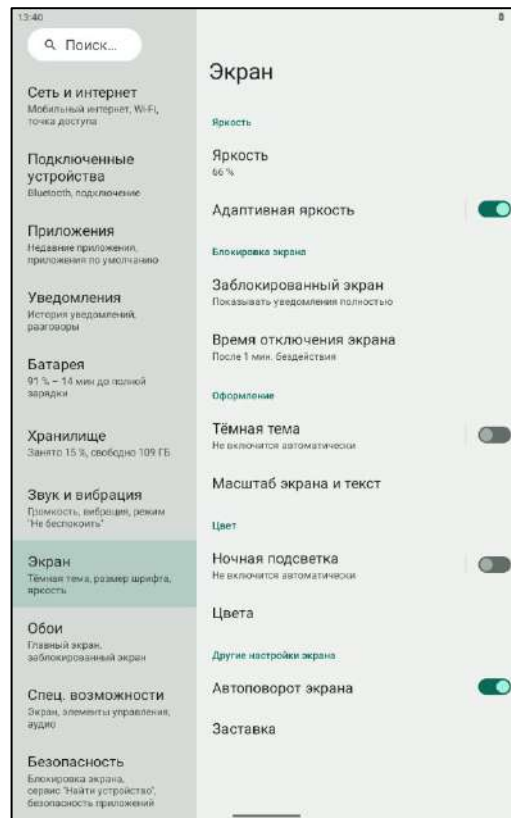 13:40
Поиск...
Сеть и интернет
Мобильный интернет, Wi-Fi,
точка доступа
Подключенные
устройства
Bluetooth, подключение
Приложения
Недавние приложения,
приложения по умолчанию
Уведомления
История уведомлений,
разговоры
Батарея
91 % – 14 мин до полной
зарядки
Хранилище
Занято 15 %, свободно 109 ГБ
Звук и вибрация
Громкость, вибрация, режим
"Не беспокоить"
Экран
Тёмная тема, размер шрифта,
яркость
Обои
Главный экран,
заблокированный экран
Спец. возможности
Экран, элементы управления,
аудио
Безопасность
Блокировка экрана,
сервис "Найти устройство",
безопасность приложений
Экран
Яркость
Яркость
66 %
Адаптивная яркость
Блокировка экрана
Заблокированный экран
Показывать уведомления полностью
Время отключения экрана
После 1 мин. бездействия
Оформление
Тёмная тема
Не включится автоматически
Масштаб экрана и текст
Цвет
Ночная подсветка
Не включится автоматически
Цвета
Другие настройки экрана
Автоповорот экрана
Заставка